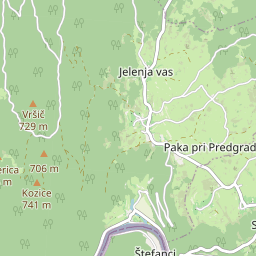 Jelenja vas
Vršič
729 m
Paka pri Predgrad
706 m
erica
m
Kozice
741 m
Štefanci
S